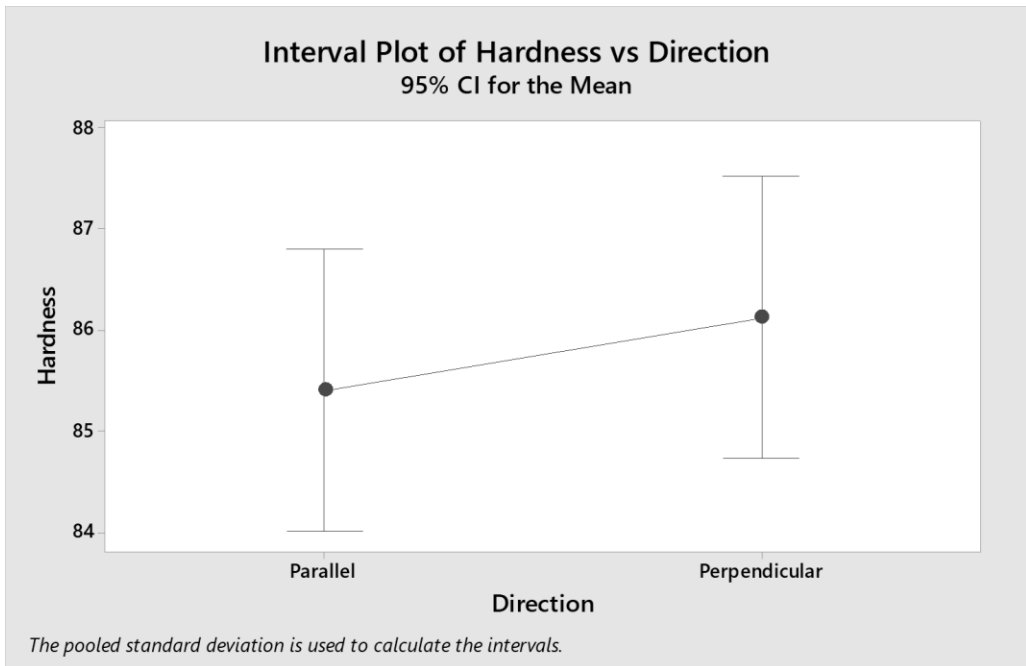 Interval Plot of Hardness vs Direction
95% CI for the Mean
88
87
86
85
84
Hardness
Parallel
Perpendicular
Direction
The pooled standard deviation is used to calculate the intervals.